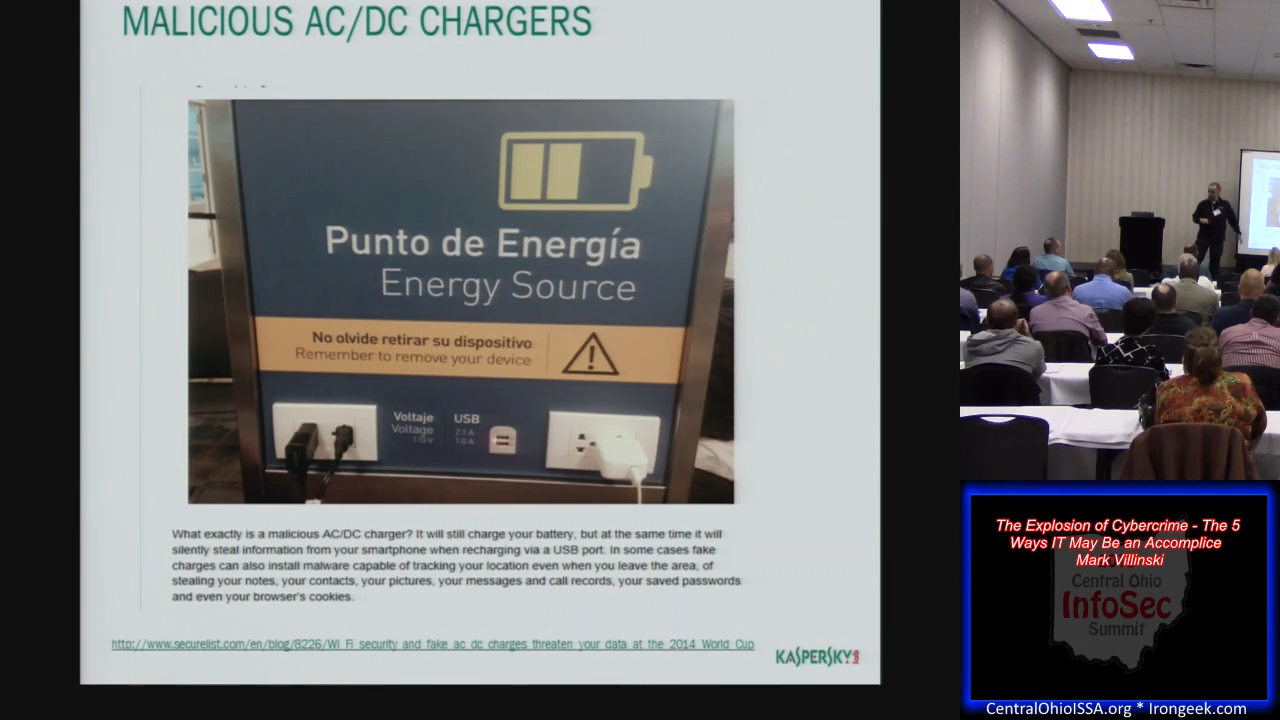 MALICIOUS AC/DC CHARGERS
Punto de Energía
Energy Source
No olvide retirar su dispositivo
Remember to remove your device
Voltaje
Voltage
110 V
USB
2.1 A
1.0 A
What exactly is a malicious AC/DC charger? It will still charge your battery, but at the same time it will
silently steal information from your smartphone when recharging via a USB port. In some cases fake
charges can also install malware capable of tracking your location even when you leave the area, of
stealing your notes, your contacts, your pictures, your messages and call records, your saved passwords
and even your browser's cookies.
http://www.securelist.com/en/blog/8226/Wi_Fi_security_and_fake_ac_dc_charges_threaten_your_data_at_the_2014_World_Cup
KASPERSKY lab
The Explosion of Cybercrime - The 5
Ways IT May Be an Accomplice
Mark Villinski
Central Ohio
InfoSec
Summit
CentralOhioISSA.org * Irongeek.com